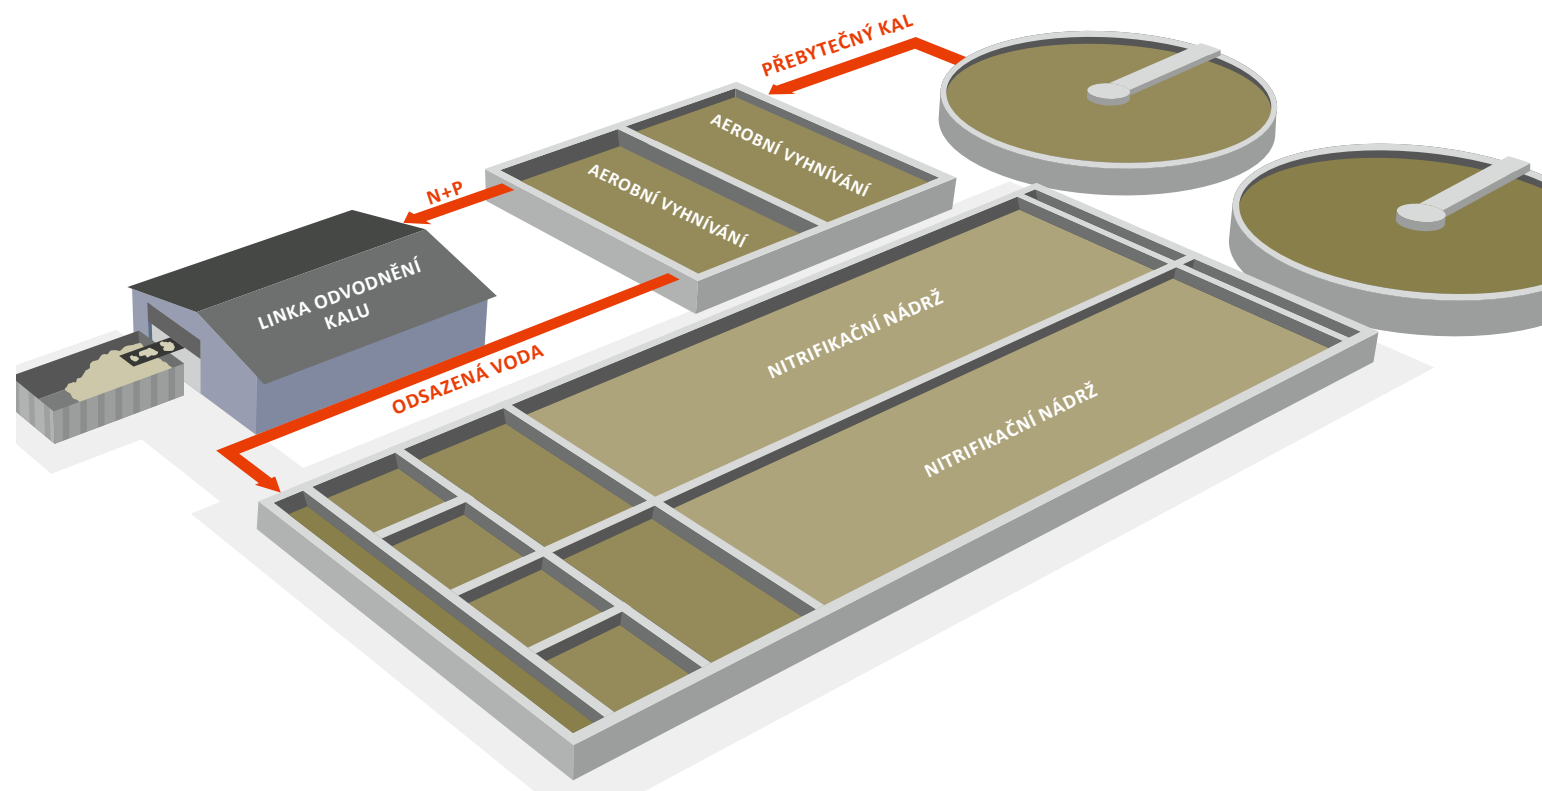 PŘEBYTEČNÝ KAL
AEROBNÍ VYHNÍVÁNÍ
AEROBNÍ VYHNÍVÁNÍ
N+P
LINKA ODVODNĚNÍ
KALU
ODSAZENÁ VODA
NITRIFIKAČNÍ NÁDRŽ
NITRIFIKAČNÍ NÁDRŽ